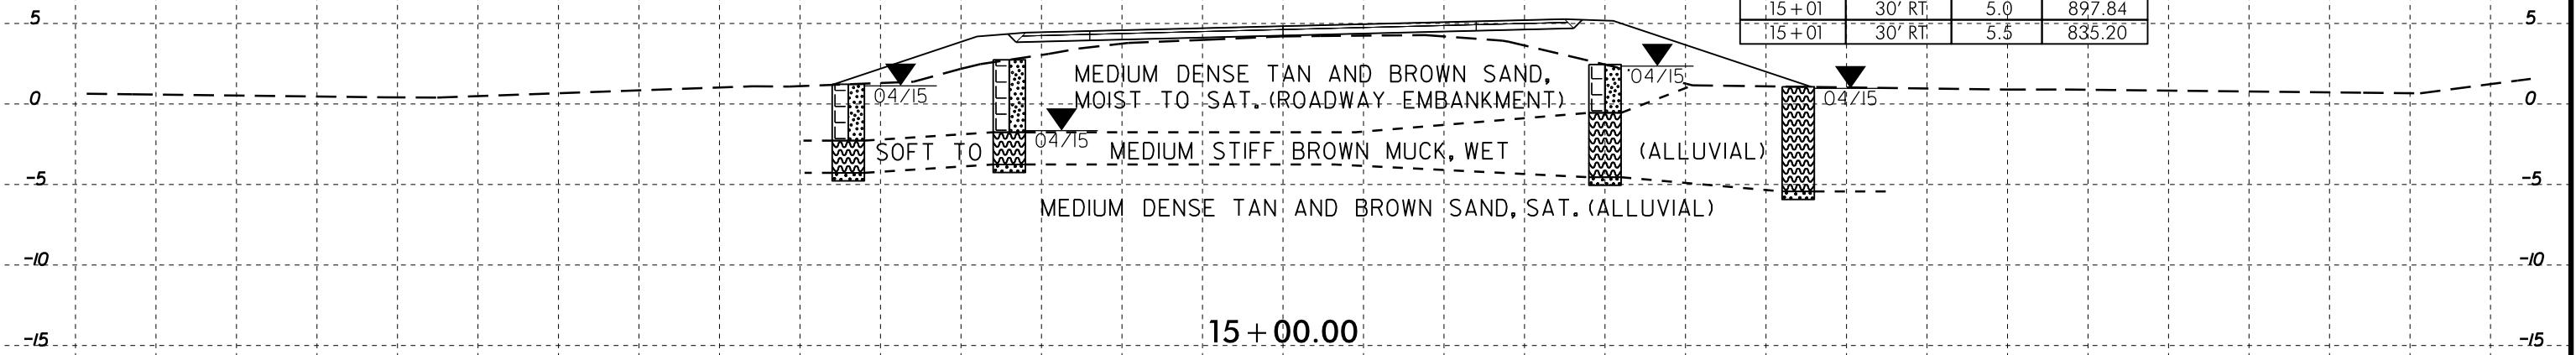 5
15+01 30' RT 5.0 897.84
5
15+01 30' RT 5.5 835.20
MEDIUM DENSE TAN AND BROWN SAND,
04/15
04/15
0
04/15
MOIST TO SAT. (ROADWAY EMBANKMENT)
04/15
0
SOFT TO
MEDIUM STIFF BROWN MUCK, WET
(ALLUVIAL)
-5
-5
MEDIUM DENSE TAN AND BROWN SAND, SAT. (ALLUVIAL)
-10
-10
-15
15+00.00
-15